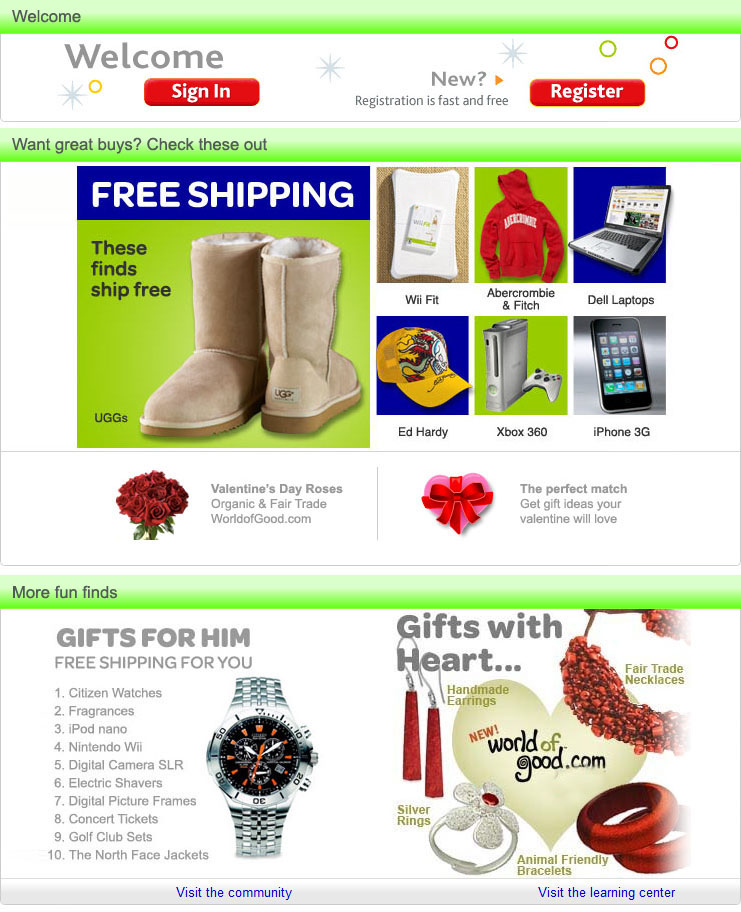 Welcome
Welcome
Sign In
New?
Registration is fast and free
Register
Want great buys? Check these out
FREE SHIPPING
These
finds
ship free
UGG
UGGs
Wii Fit
ABERCROMBIE
Abercrombie
& Fitch
Dell Laptops
Ed Hardy
Xbox 360
iPhone 3G
Valentine's Day Roses
Organic & Fair Trade
WorldofGood.com
The perfect match
Get gift ideas your
valentine will love
More fun finds
GIFTS FOR HIM
FREE SHIPPING FOR YOU
1. Citizen Watches
2. Fragrances
3. iPod nano
4. Nintendo Wii
5. Digital Camera SLR
6. Electric Shavers
7. Digital Picture Frames
8. Concert Tickets
9. Golf Club Sets
10. The North Face Jackets
Gifts with
Heart...
Handmade
Earrings
Fair Trade
Necklaces
NEW!
world of
good.com
Silver
Rings
Animal Friendly
Bracelets
Visit the community
Visit the learning center